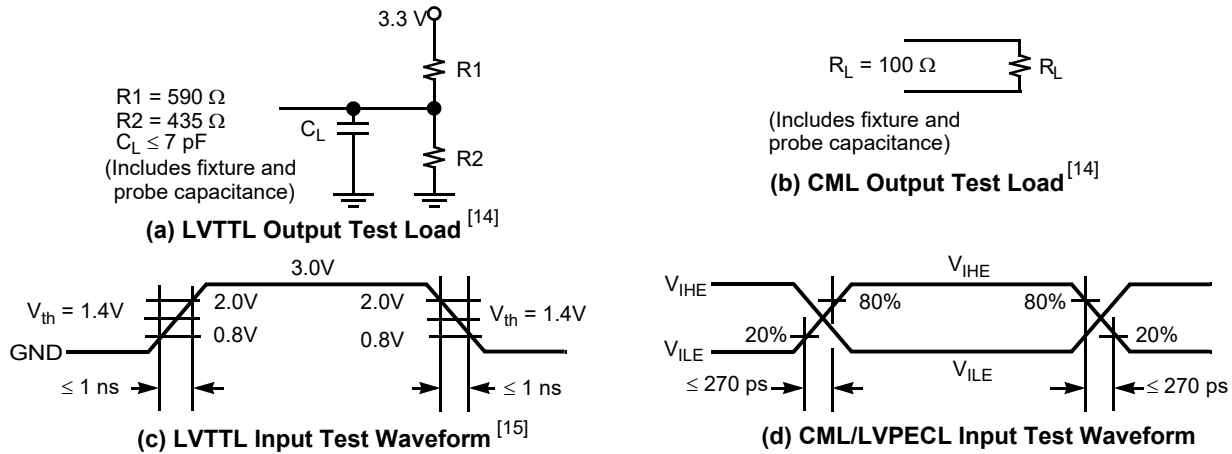 3.3 V
R1
R1 = 590 Ω
R2 = 435 Ω
C_L ≤ 7 pF
(Includes fixture and
probe capacitance)
C_L
R2
(a) LVTTL Output Test Load [14]
R_L = 100 Ω
R_L
(Includes fixture and
probe capacitance)
(b) CML Output Test Load [14]
3.0V
V_th = 1.4V
2.0V
0.8V
2.0V
0.8V
V_th = 1.4V
GND
≤ 1 ns
≤ 1 ns
(c) LVTTL Input Test Waveform [15]
V_IHE
V_IHE
80%
80%
20%
20%
V_ILE
V_ILE
≤ 270 ps
≤ 270 ps
(d) CML/LVPECL Input Test Waveform